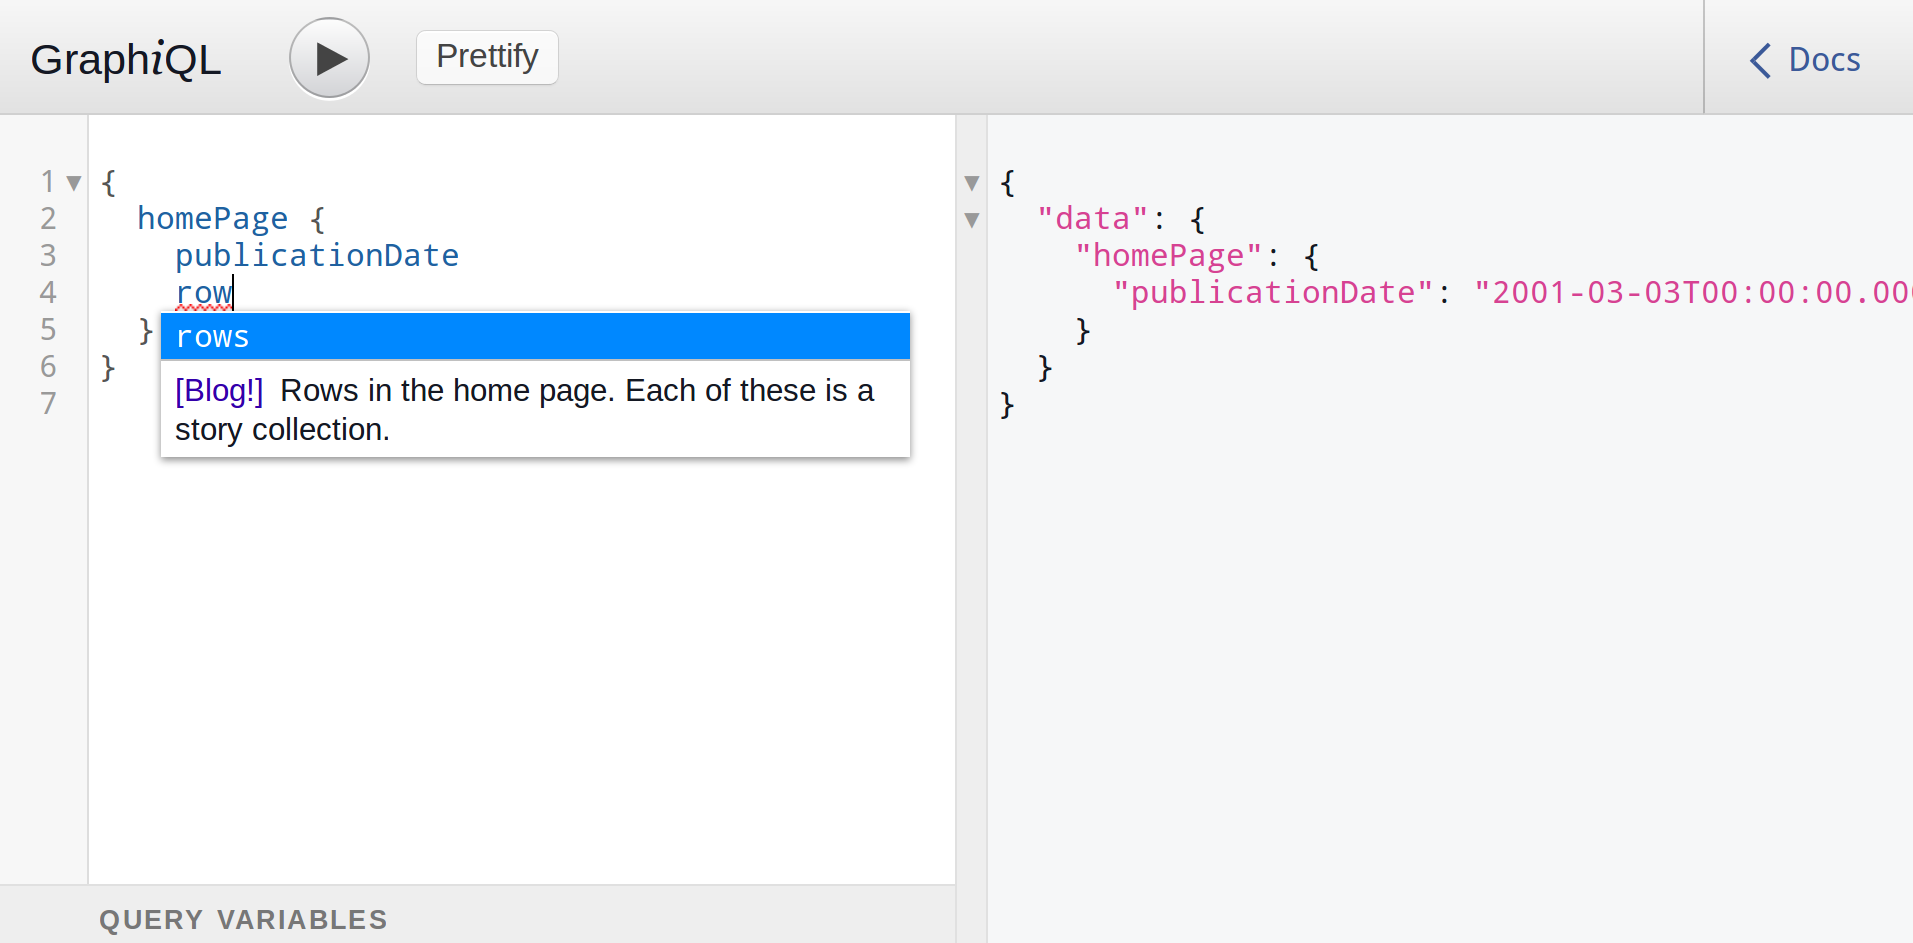 GraphiQL
Prettify
Docs
1 {
2 homePage {
3 publicationDate
4 row
5 }
6 }
7
rows
[Blog!] Rows in the home page. Each of these is a
story collection.
QUERY VARIABLES
{
"data": {
"homePage": {
"publicationDate": "2001-03-03T00:00:00.00
}
}
}